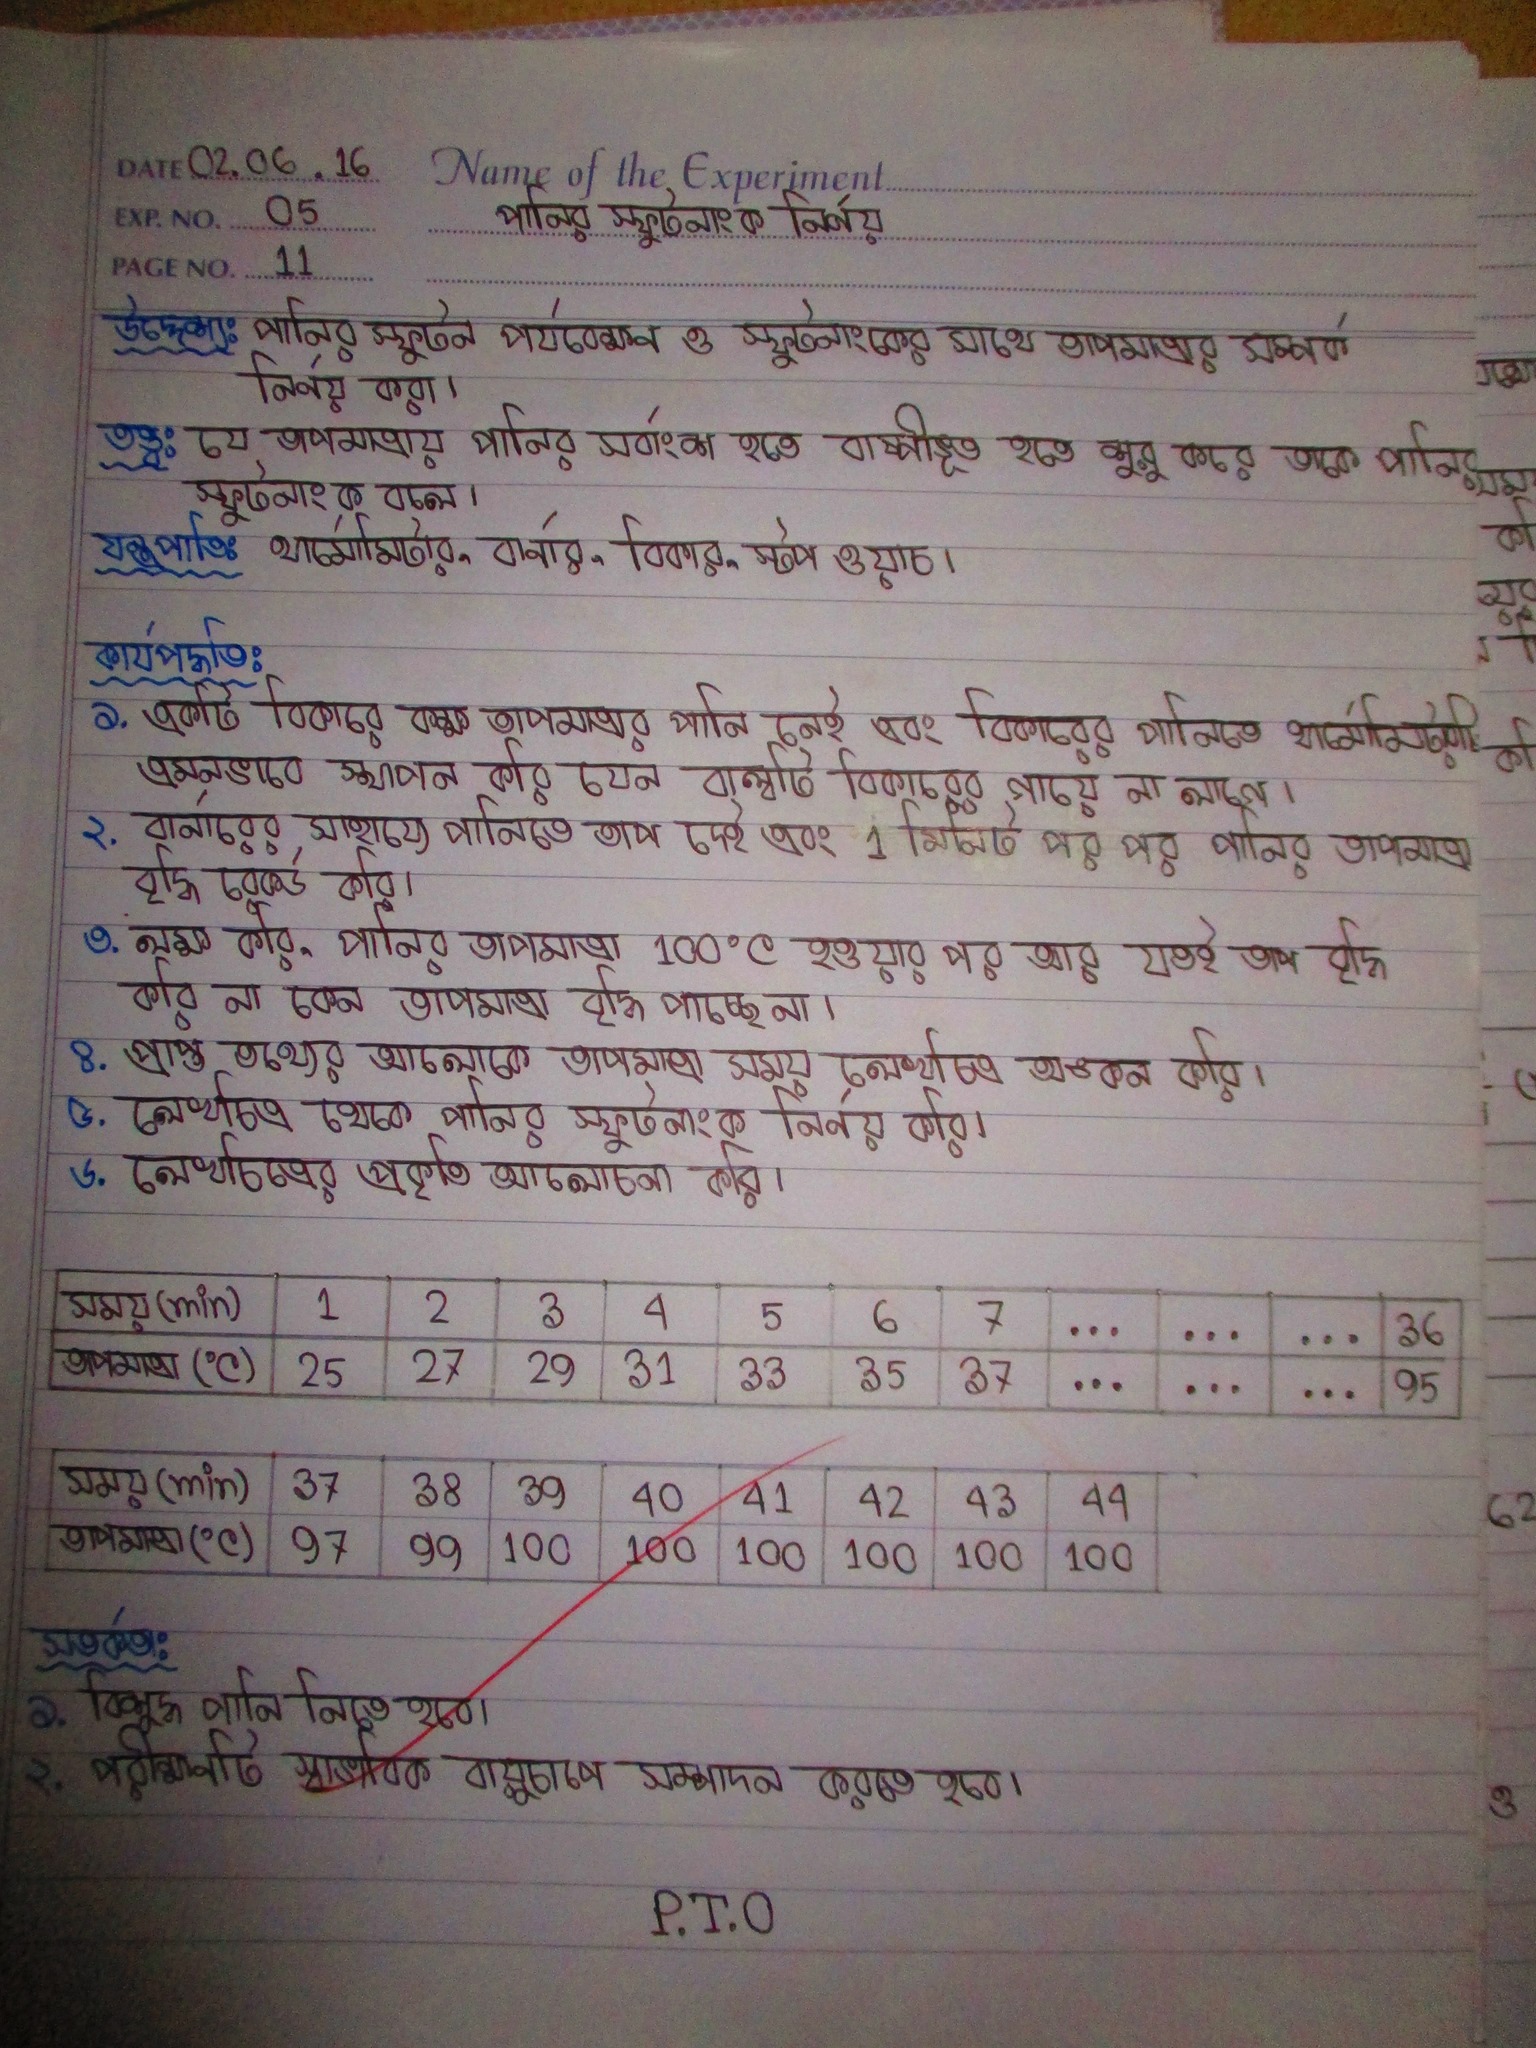 DATE 02.06.16 Name of the Experiment
EXP. NO. 05 পানির স্ফুটনাংক নির্ণয়
PAGE NO. 11
উদ্দেশ্যঃ পানির স্ফুটন পর্যবেক্ষণ ও স্ফুটনাংকের সাথে তাপমাত্রার সম্পর্ক
নির্ণয় করা।
তত্ত্বঃ যে তাপমাত্রায় পানির সর্বাংশ হতে বাষ্পীভূত হতে শুরু করে তাকে পানির
স্ফুটনাংক বলে।
যন্ত্রপাতিঃ থার্মোমিটার, বার্নার, বিকার, স্টপ ওয়াচ।
কার্যপদ্ধতিঃ
১. একটি বিকারে কক্ষ তাপমাত্রার পানি নেই এবং বিকারের পানিতে থার্মোমিটারটি
এমনভাবে স্থাপন করি যেন বাল্বটি বিকারের গায়ে না লাগে।
২. বার্নারের সাহায্যে পানিতে তাপ দেই এবং 1 মিনিট পর পর পানির তাপমাত্রা
বৃদ্ধি রেকর্ড করি।
৩. লক্ষ করি, পানির তাপমাত্রা 100°C হওয়ার পর আর যতই তাপ বৃদ্ধি
করি না কেন তাপমাত্রা বৃদ্ধি পাচ্ছে না।
৪. প্রাপ্ত তথ্যের আলোকে তাপমাত্রা সময় লেখচিত্র অঙকন করি।
৫. লেখচিত্র থেকে পানির স্ফুটনাংক নির্ণয় করি।
৬. লেখচিত্রের প্রকৃতি আলোচনা করি।
সময় (min) 1 2 3 4 5 6 7 ... ... ... 36
তাপমাত্রা (°C) 25 27 29 31 33 35 37 ... ... ... 95
সময় (min) 37 38 39 40 41 42 43 44
তাপমাত্রা (°C) 97 99 100 100 100 100 100 100
সতর্কতাঃ
১. বিশুদ্ধ পানি নিতে হবে।
২. পরীক্ষণটি স্বাভাবিক বায়ুচাপে সম্পাদন করতে হবে।
P.T.O
62